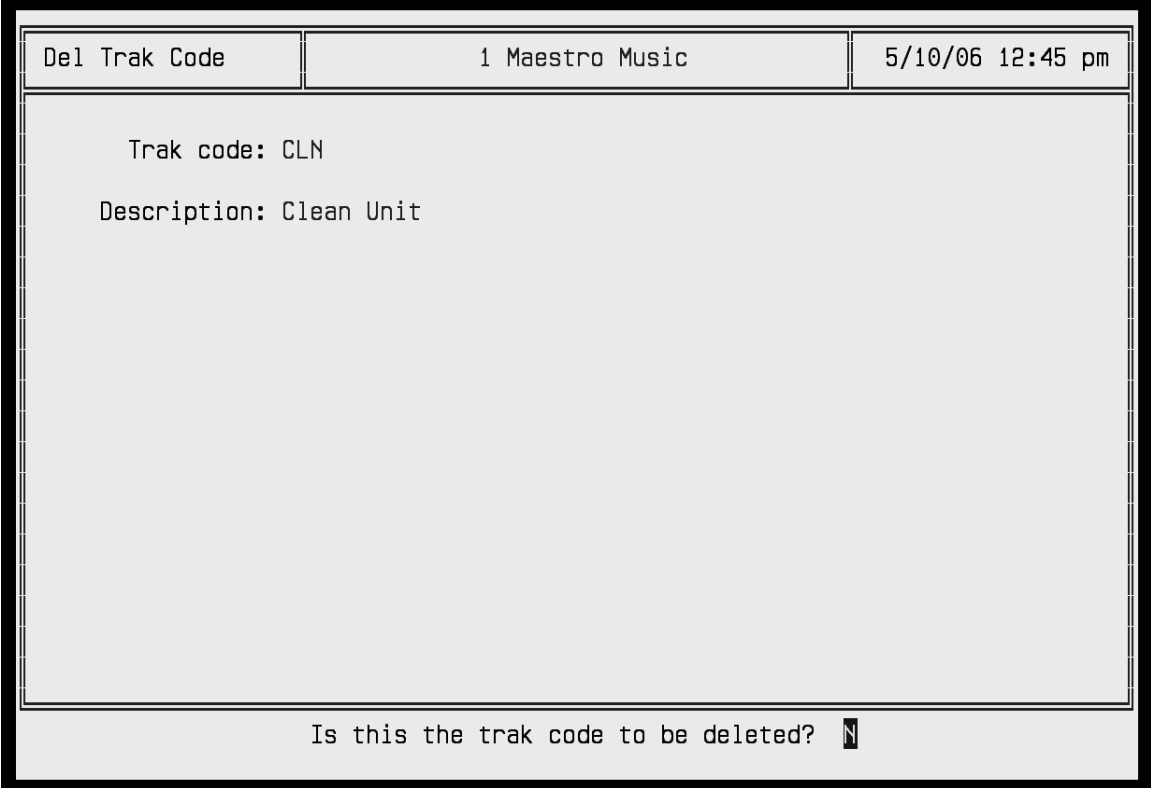 Del Trak Code 1 Maestro Music 5/10/06 12:45 pm
Trak code: CLN
Description: Clean Unit
Is this the trak code to be deleted? N